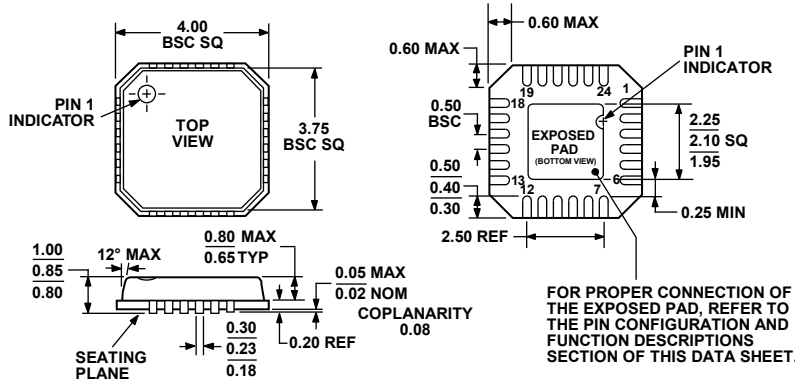 4.00
BSC SQ
PIN 1
INDICATOR
TOP
VIEW
3.75
BSC SQ
0.60 MAX
0.60 MAX
PIN 1
INDICATOR
19
24
1
18
0.50
BSC
EXPOSED
PAD
(BOTTOM VIEW)
2.25
2.10 SQ
1.95
0.50
0.40
0.30
13
12
7
6
0.25 MIN
2.50 REF
1.00
0.85
0.80
12° MAX
0.80 MAX
0.65 TYP
0.05 MAX
0.02 NOM
COPLANARITY
0.08
0.20 REF
0.30
0.23
0.18
SEATING
PLANE
FOR PROPER CONNECTION OF
THE EXPOSED PAD, REFER TO
THE PIN CONFIGURATION AND
FUNCTION DESCRIPTIONS
SECTION OF THIS DATA SHEET.